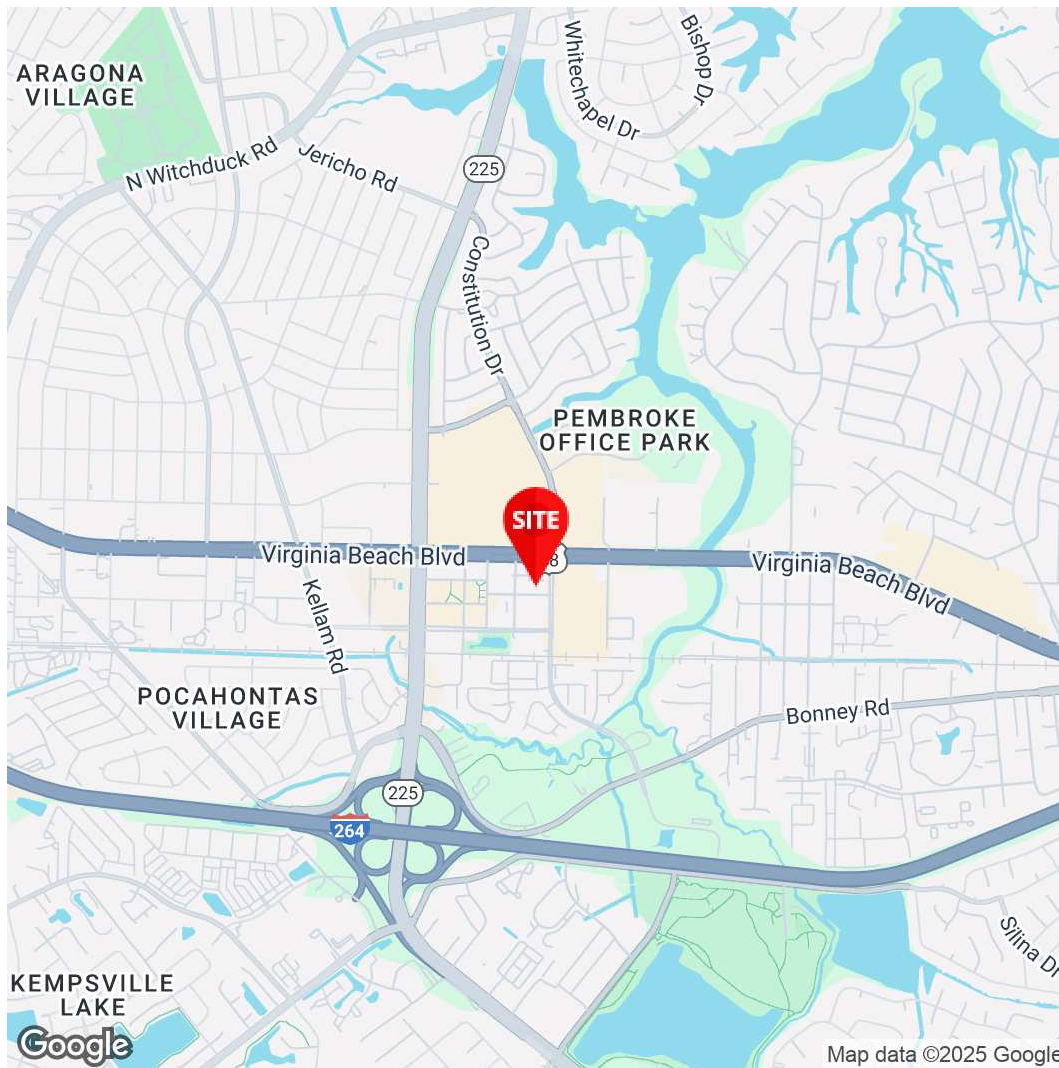 ARAGONA
VILLAGE
Whitechapel Dr
Bishop Dr
N Witchduck Rd
Jericho Rd
225
Constitution Dr
PEMBROKE
OFFICE PARK
SITE
Virginia Beach Blvd
8
Virginia Beach Blvd
Kellam Rd
POCAHONTAS
VILLAGE
Bonney Rd
225
264
Silina Dr
KEMPSVILLE
LAKE
Google
Map data ©2025 Google